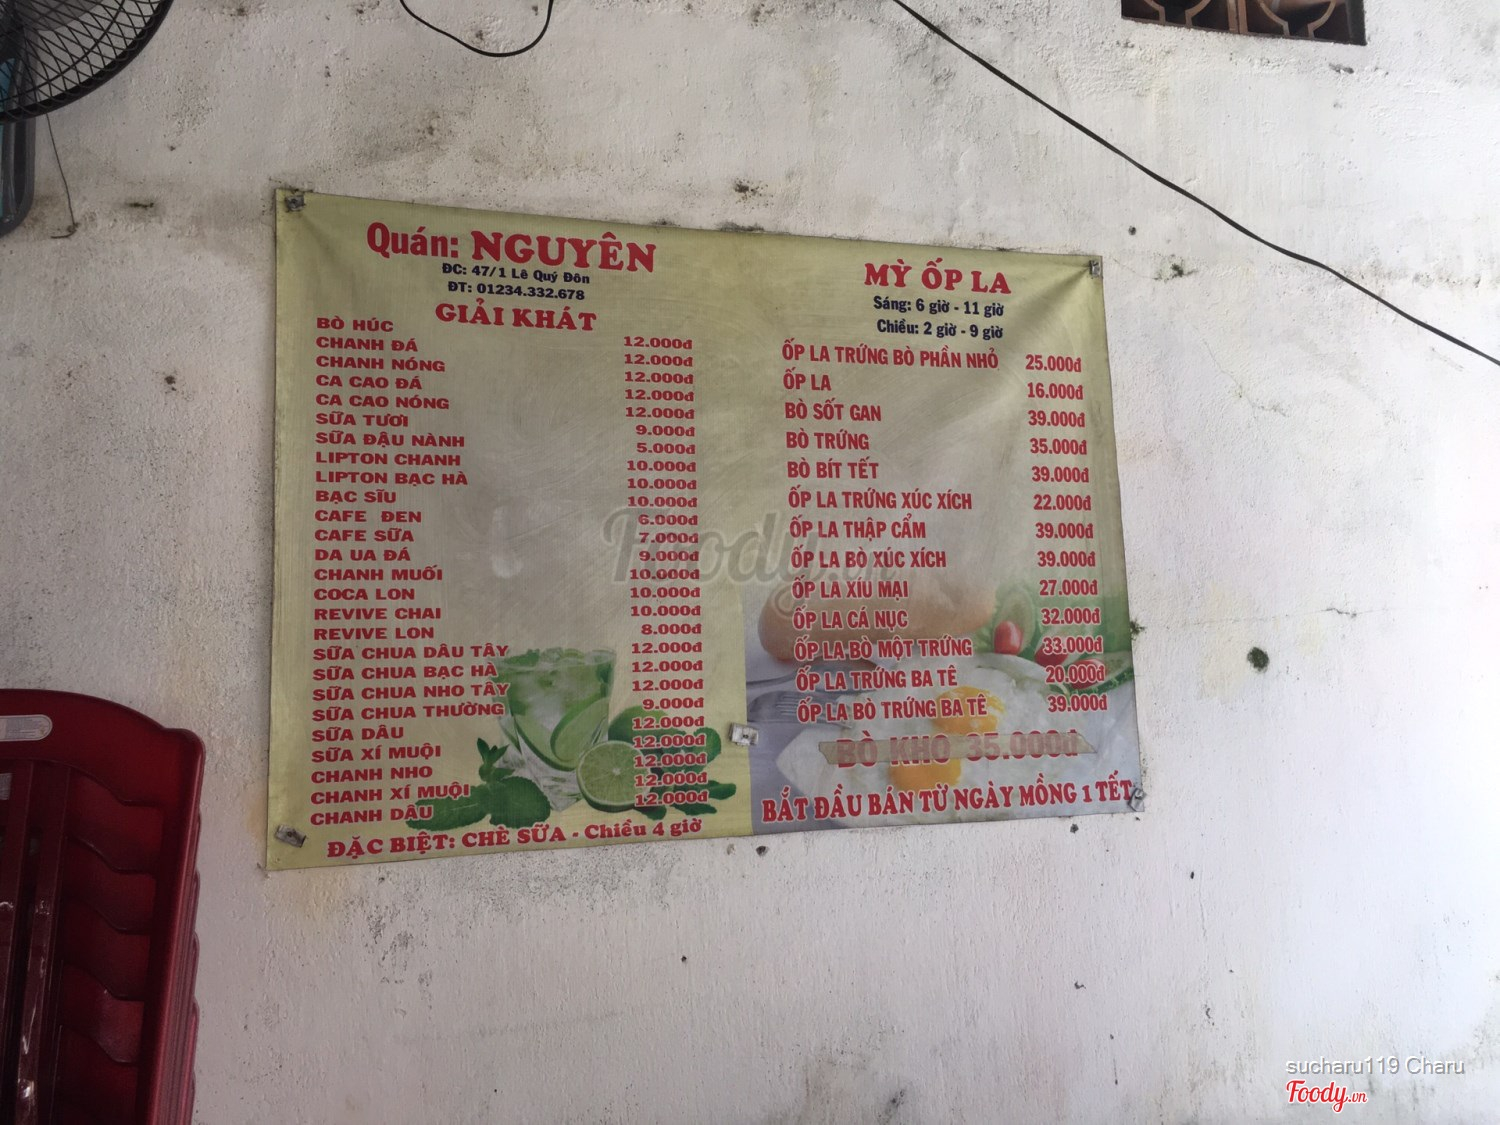 Quán: NGUYÊN
ĐC: 47/1 Lê Quý Đôn
ĐT: 01234.332.678
GIẢI KHÁT
BÒ HÚC 12.000đ
CHANH ĐÁ 12.000đ
CHANH NÓNG 12.000đ
CA CAO ĐÁ 12.000đ
CA CAO NÓNG 12.000đ
SỮA TƯƠI 9.000đ
SỮA ĐẬU NÀNH 5.000đ
LIPTON CHANH 10.000đ
LIPTON BẠC HÀ 10.000đ
BẠC SĨU 10.000đ
CAFE ĐEN 6.000đ
CAFE SỮA 7.000đ
DA UA ĐÁ 9.000đ
CHANH MUỐI 10.000đ
COCA LON 10.000đ
REVIVE CHAI 10.000đ
REVIVE LON 8.000đ
SỮA CHUA DÂU TÂY 12.000đ
SỮA CHUA BẠC HÀ 12.000đ
SỮA CHUA NHO TÂY 12.000đ
SỮA CHUA THƯỜNG 9.000đ
SỮA DÂU 12.000đ
SỮA XÍ MUỘI 12.000đ
CHANH NHO 12.000đ
CHANH XÍ MUỘI 12.000đ
CHANH DÂU 12.000đ
ĐẶC BIỆT: CHÈ SỮA - Chiều 4 giờ
MỲ ỐP LA
Sáng: 6 giờ - 11 giờ
Chiều: 2 giờ - 9 giờ
ỐP LA TRỨNG BÒ PHẦN NHỎ 25.000đ
ỐP LA 16.000đ
BÒ SỐT GAN 39.000đ
BÒ TRỨNG 35.000đ
BÒ BÍT TẾT 39.000đ
ỐP LA TRỨNG XÚC XÍCH 22.000đ
ỐP LA THẬP CẨM 39.000đ
ỐP LA BÒ XÚC XÍCH 39.000đ
ỐP LA XÍU MẠI 27.000đ
ỐP LA CÁ NỤC 32.000đ
ỐP LA BÒ MỘT TRỨNG 33.000đ
ỐP LA TRỨNG BA TÊ 20.000đ
ỐP LA BÒ TRỨNG BA TÊ 39.000đ
BÒ KHO 35.000đ
BẮT ĐẦU BÁN TỪ NGÀY MỒNG 1 TẾT
Foody.vn
sucharu119 Charu
Foody.vn